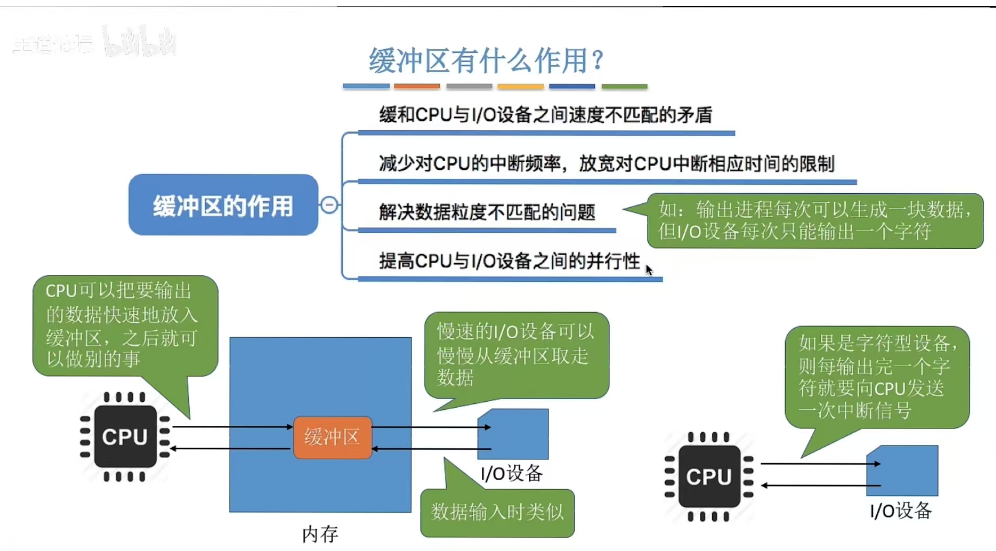 缓冲区有什么作用？
缓和CPU与I/O设备之间速度不匹配的矛盾
减少对CPU的中断频率，放宽对CPU中断相应时间的限制
缓冲区的作用
解决数据粒度不匹配的问题
如：输出进程每次可以生成一块数据，
但I/O设备每次只能输出一个字符
提高CPU与I/O设备之间的并行性
CPU可以把要输出
的数据快速地放入
缓冲区，之后就可
以做别的事
慢速的I/O设备可以
慢慢从缓冲区取走
数据
如果是字符型设备，
则每输出完一个字
符就要向CPU发送
一次中断信号
CPU
缓冲区
I/O设备
数据输入时类似
内存
CPU
I/O设备